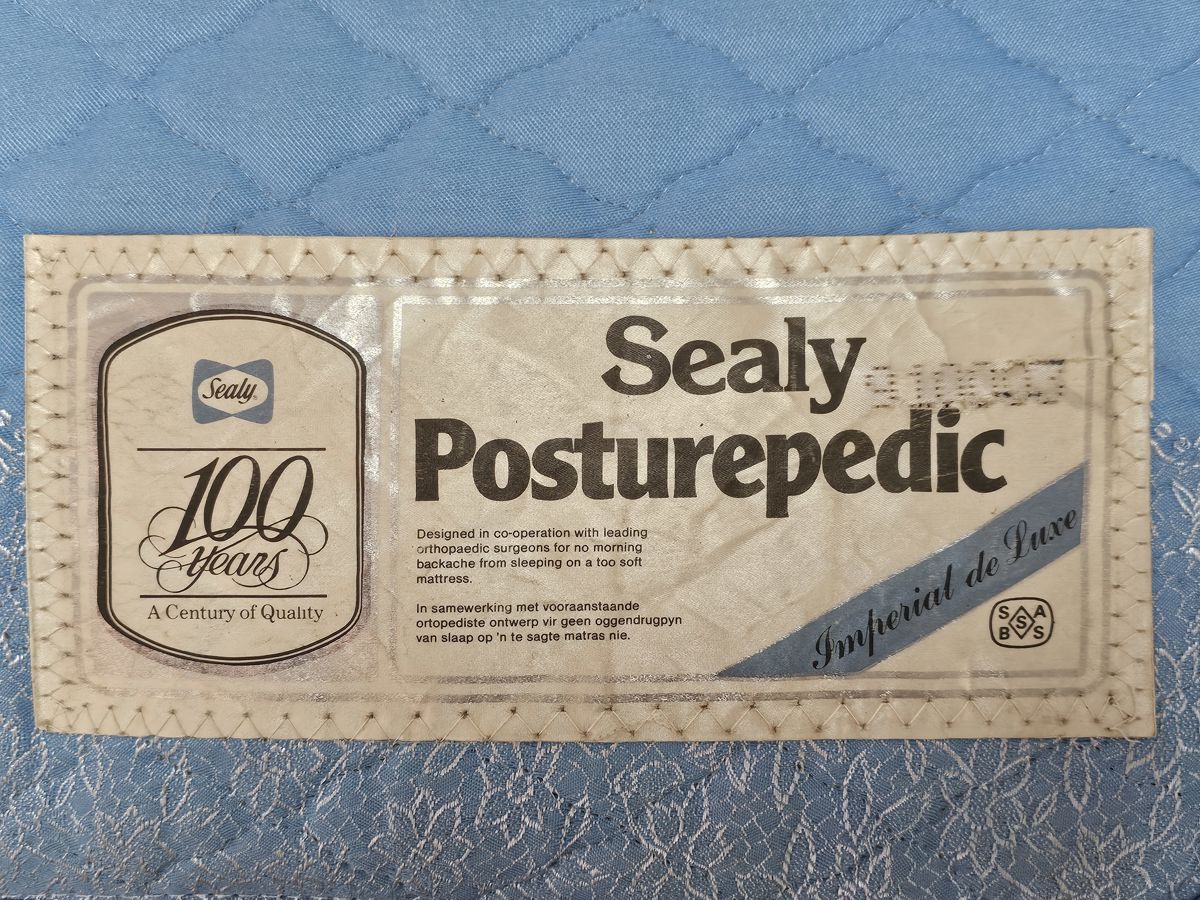 Sealy
100
Years
A Century of Quality
Sealy
Posturepedic
Designed in co-operation with leading
orthopaedic surgeons for no morning
backache from sleeping on a too soft
mattress.
In samewerking met vooraanstaande
ortopediste ontwerp vir geen oggendrugpyn
van slaap op 'n te sagte matras nie.
Imperial de Luxe
S A
S
B S